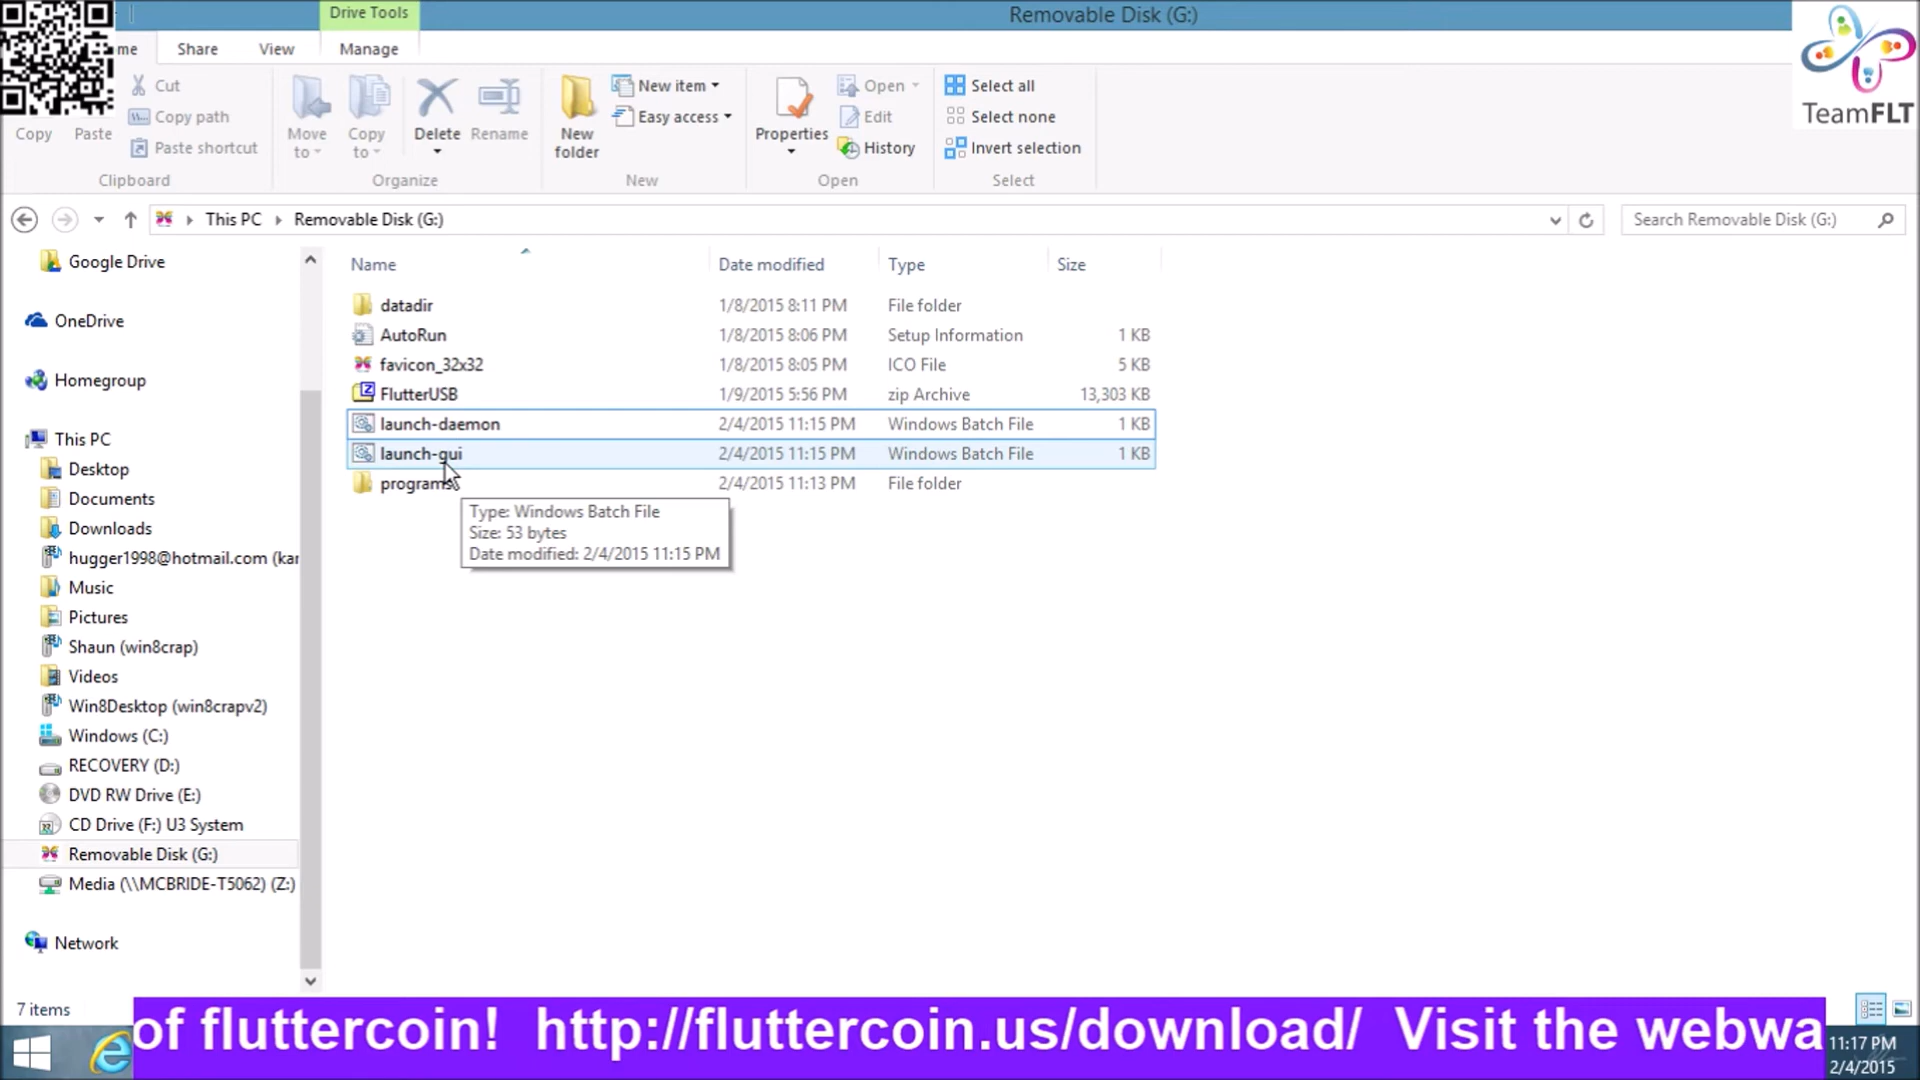 Drive Tools
Removable Disk (G:)
me
Share
View
Manage
TeamFLT
Copy
Paste
Cut
Copy path
Paste shortcut
Clipboard
Move to
Copy to
Delete
Rename
Organize
New folder
New item
Easy access
New
Properties
Open
Edit
History
Open
Select all
Select none
Invert selection
Select
This PC
Removable Disk (G:)
Search Removable Disk (G:)
Google Drive
OneDrive
Homegroup
This PC
Desktop
Documents
Downloads
hugger1998@hotmail.com (kar
Music
Pictures
Shaun (win8crap)
Videos
Win8Desktop (win8crapv2)
Windows (C:)
RECOVERY (D:)
DVD RW Drive (E:)
CD Drive (F:) U3 System
Removable Disk (G:)
Media (\\MCBRIDE-T5062) (Z:)
Network
Name Date modified Type Size
datadir 1/8/2015 8:11 PM File folder
AutoRun 1/8/2015 8:06 PM Setup Information 1 KB
favicon_32x32 1/8/2015 8:05 PM ICO File 5 KB
FlutterUSB 1/9/2015 5:56 PM zip Archive 13,303 KB
launch-daemon 2/4/2015 11:15 PM Windows Batch File 1 KB
launch-gui 2/4/2015 11:15 PM Windows Batch File 1 KB
programs 2/4/2015 11:13 PM File folder
Type: Windows Batch File
Size: 53 bytes
Date modified: 2/4/2015 11:15 PM
7 items
of fluttercoin! http://fluttercoin.us/download/ Visit the webwa
11:17 PM
2/4/2015